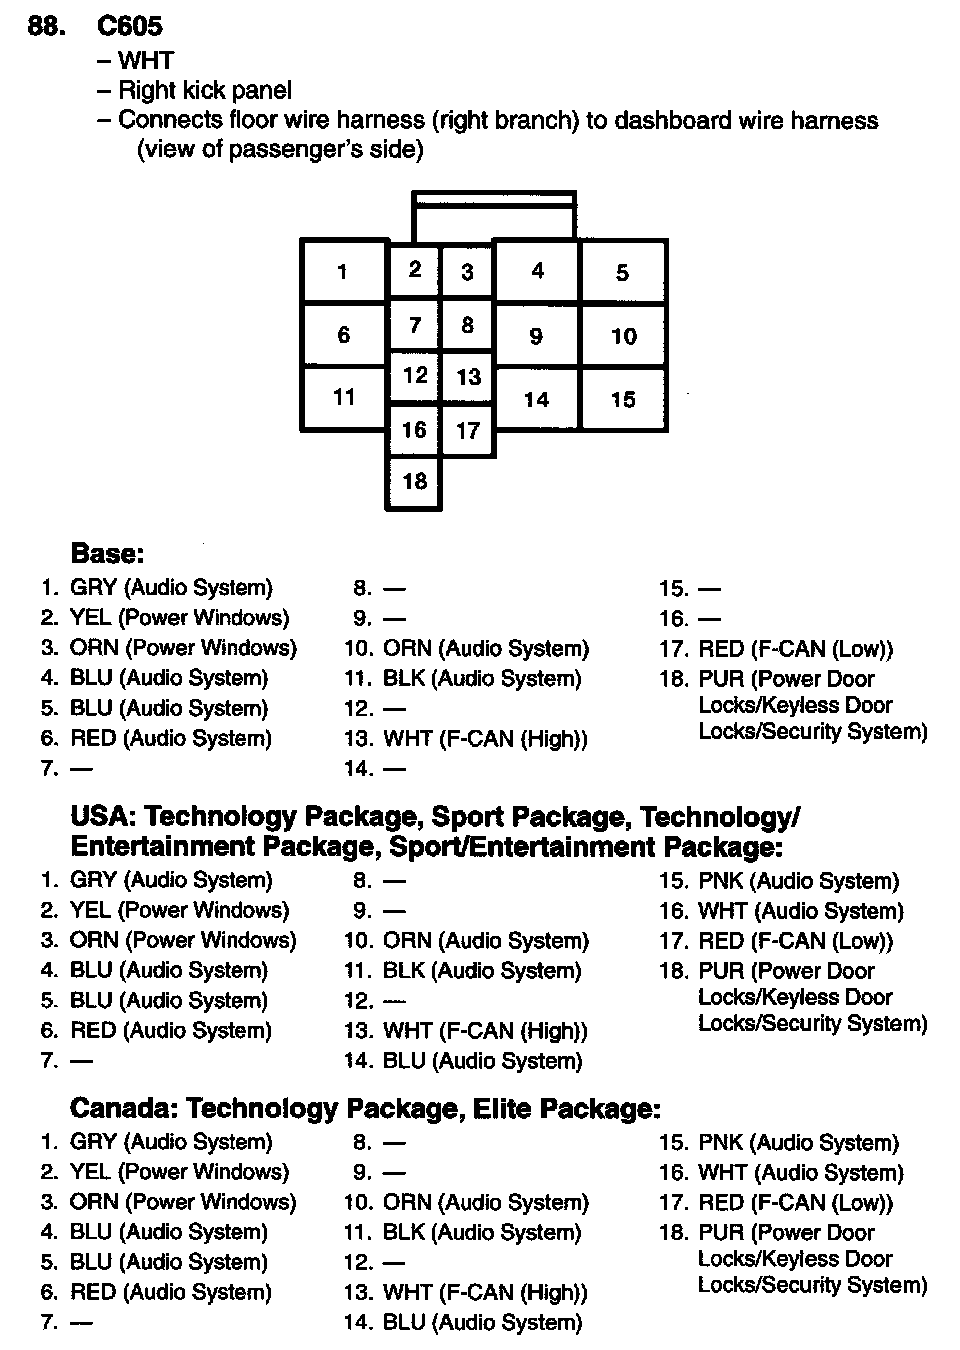 88. C605
– WHT
– Right kick panel
– Connects floor wire harness (right branch) to dashboard wire harness
(view of passenger's side)
1 2 3 4 5
6 7 8 9 10
11 12 13 14 15
16 17
18
Base:
1. GRY (Audio System)
2. YEL (Power Windows)
3. ORN (Power Windows)
4. BLU (Audio System)
5. BLU (Audio System)
6. RED (Audio System)
7. —
8. —
9. —
10. ORN (Audio System)
11. BLK (Audio System)
12. —
13. WHT (F-CAN (High))
14. —
15. —
16. —
17. RED (F-CAN (Low))
18. PUR (Power Door
Locks/Keyless Door
Locks/Security System)
USA: Technology Package, Sport Package, Technology/
Entertainment Package, Sport/Entertainment Package:
1. GRY (Audio System)
2. YEL (Power Windows)
3. ORN (Power Windows)
4. BLU (Audio System)
5. BLU (Audio System)
6. RED (Audio System)
7. —
8. —
9. —
10. ORN (Audio System)
11. BLK (Audio System)
12. —
13. WHT (F-CAN (High))
14. BLU (Audio System)
15. PNK (Audio System)
16. WHT (Audio System)
17. RED (F-CAN (Low))
18. PUR (Power Door
Locks/Keyless Door
Locks/Security System)
Canada: Technology Package, Elite Package:
1. GRY (Audio System)
2. YEL (Power Windows)
3. ORN (Power Windows)
4. BLU (Audio System)
5. BLU (Audio System)
6. RED (Audio System)
7. —
8. —
9. —
10. ORN (Audio System)
11. BLK (Audio System)
12. —
13. WHT (F-CAN (High))
14. BLU (Audio System)
15. PNK (Audio System)
16. WHT (Audio System)
17. RED (F-CAN (Low))
18. PUR (Power Door
Locks/Keyless Door
Locks/Security System)